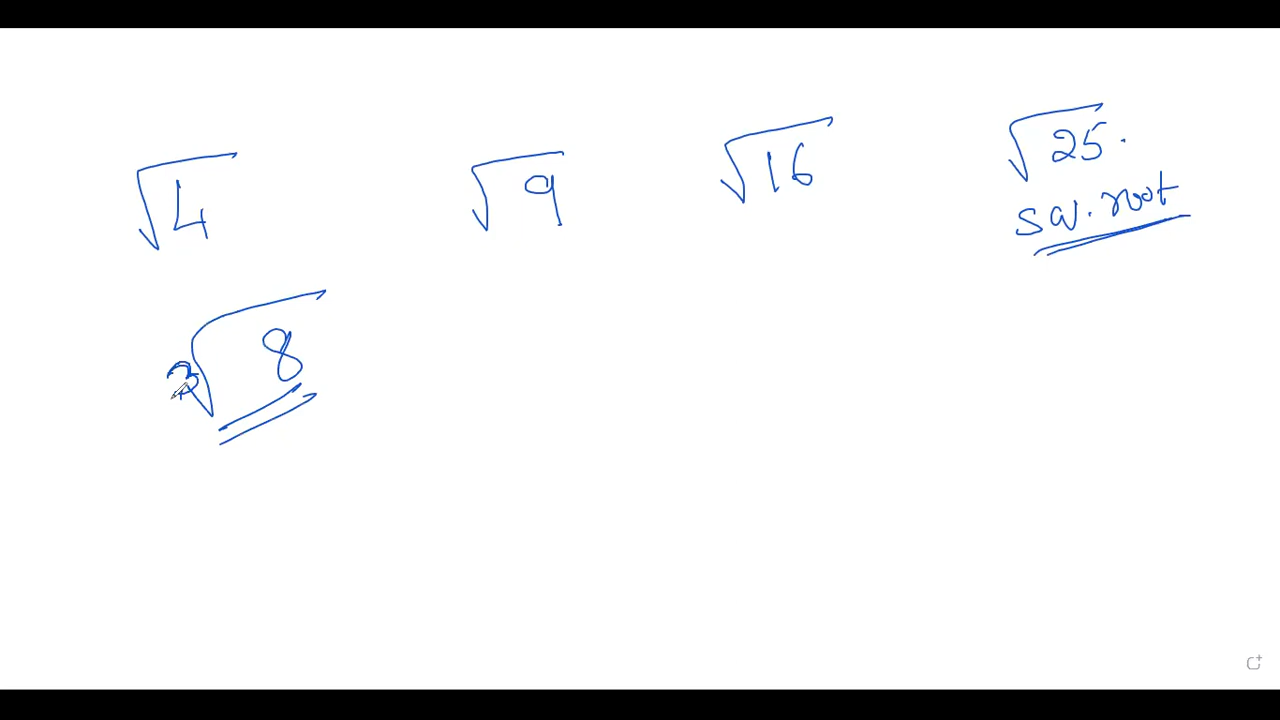 √4 √9 √16 √25.
sq. root
∛8